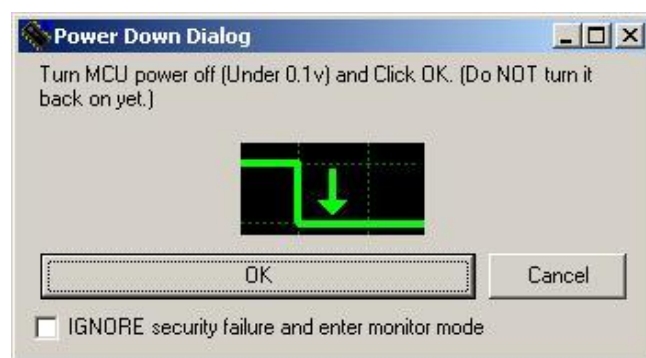 Power Down Dialog
Turn MCU power off (Under 0.1v) and Click OK. (Do NOT turn it
back on yet.)
OK
Cancel
IGNORE security failure and enter monitor mode